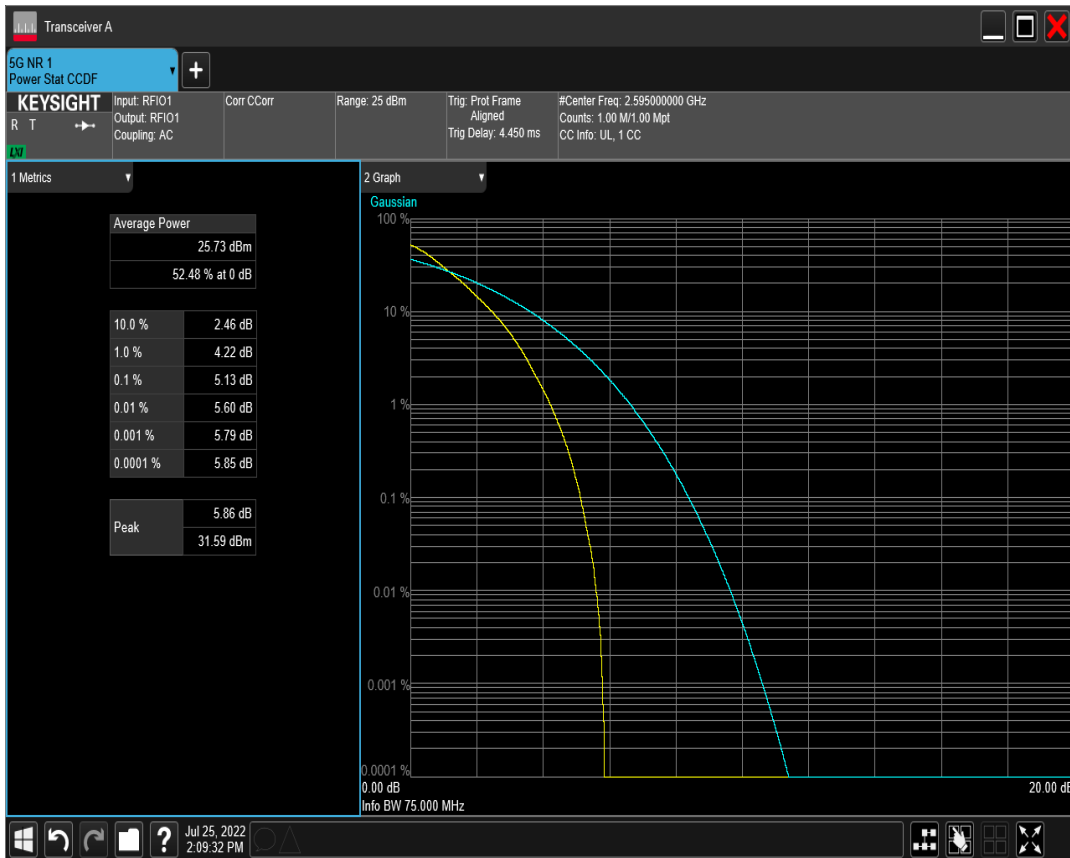 Transceiver A
5G NR 1
Power Stat CCDF
KEYSIGHT
R T
LXI
Input: RFIO1
Output: RFIO1
Coupling: AC
Corr CCorr
Range: 25 dBm
Trig: Prot Frame
Aligned
Trig Delay: 4.450 ms
#Center Freq: 2.595000000 GHz
Counts: 1.00 M/1.00 Mpt
CC Info: UL, 1 CC
1 Metrics
Average Power
25.73 dBm
52.48 % at 0 dB
10.0 % 2.46 dB
1.0 % 4.22 dB
0.1 % 5.13 dB
0.01 % 5.60 dB
0.001 % 5.79 dB
0.0001 % 5.85 dB
Peak
5.86 dB
31.59 dBm
2 Graph
Gaussian
100 %
10 %
1 %
0.1 %
0.01 %
0.001 %
0.0001 %
0.00 dB 20.00 dB
Info BW 75.000 MHz
? Jul 25, 2022
2:09:32 PM